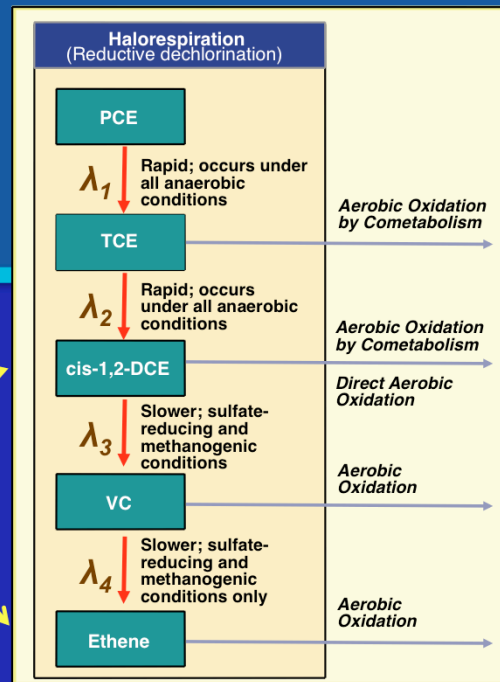 Halorespiration
(Reductive dechlorination)
PCE
λ1
Rapid; occurs under
all anaerobic
conditions
TCE
Aerobic Oxidation
by Cometabolism
λ2
Rapid; occurs
under all anaerobic
conditions
cis-1,2-DCE
Aerobic Oxidation
by Cometabolism
Direct Aerobic
Oxidation
λ3
Slower; sulfate-
reducing and
methanogenic
conditions
VC
Aerobic
Oxidation
λ4
Slower; sulfate-
reducing and
methanogenic
conditions only
Ethene
Aerobic
Oxidation